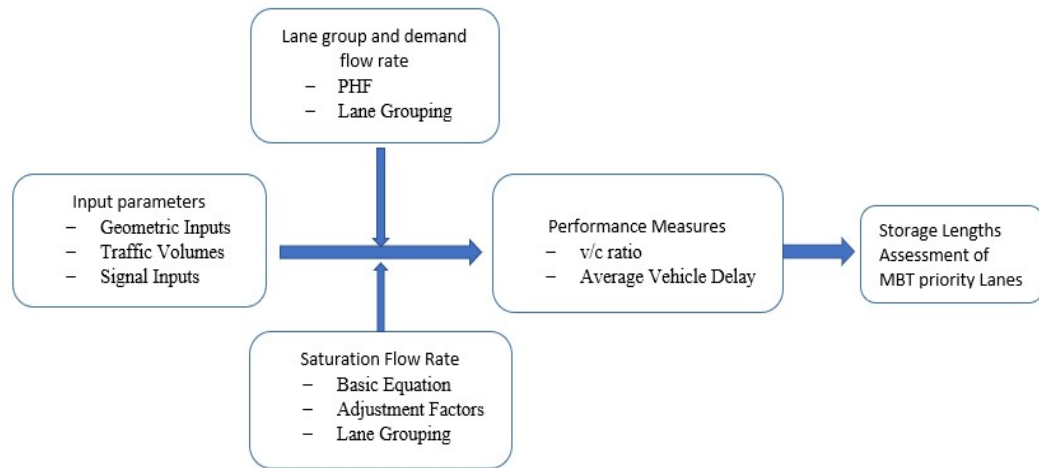 Lane group and demand
flow rate
– PHF
– Lane Grouping
Input parameters
– Geometric Inputs
– Traffic Volumes
– Signal Inputs
Performance Measures
– v/c ratio
– Average Vehicle Delay
Storage Lengths
Assessment of
MBT priority Lanes
Saturation Flow Rate
– Basic Equation
– Adjustment Factors
– Lane Grouping